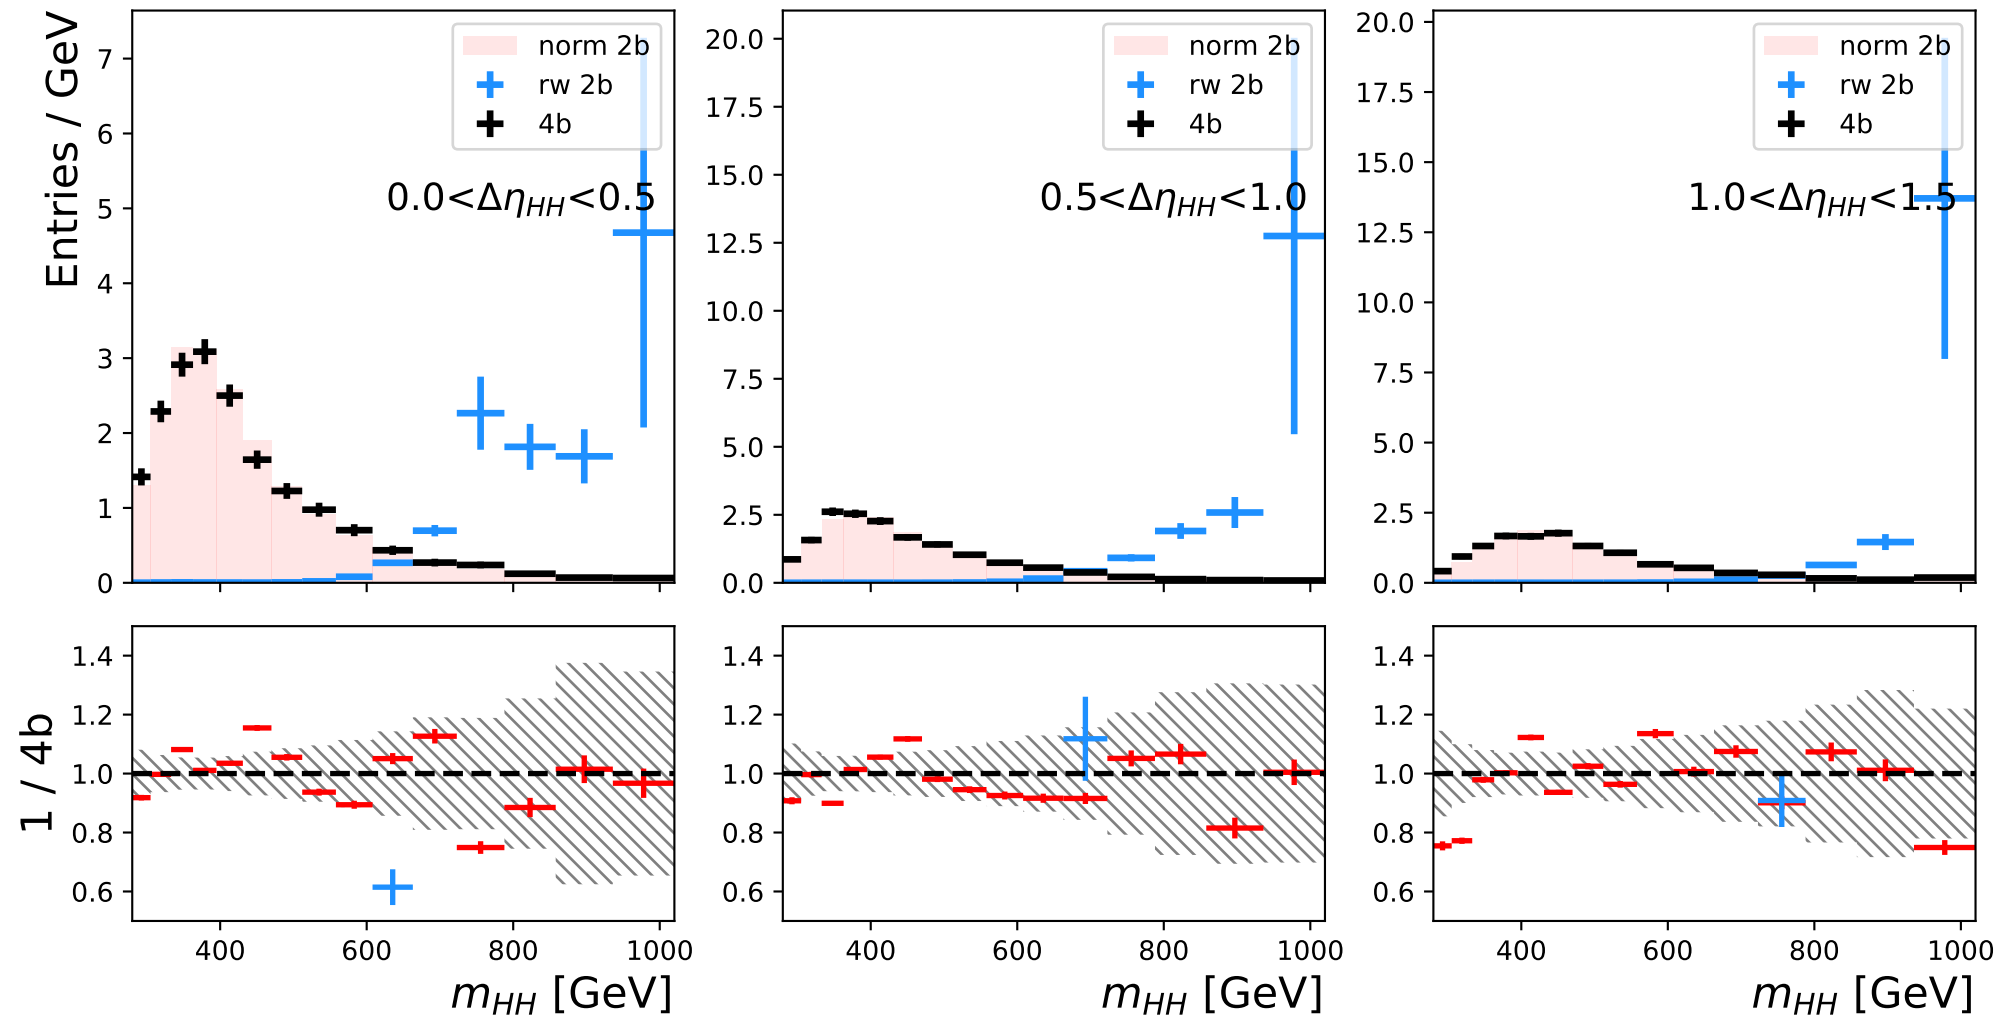 Entries / GeV
7
6
5
4
3
2
1
0
norm 2b
rw 2b
4b
0.0<Δη_HH<0.5
20.0
17.5
15.0
12.5
10.0
7.5
5.0
2.5
0.0
norm 2b
rw 2b
4b
0.5<Δη_HH<1.0
20.0
17.5
15.0
12.5
10.0
7.5
5.0
2.5
0.0
norm 2b
rw 2b
4b
1.0<Δη_HH<1.5
1 / 4b
1.4
1.2
1.0
0.8
0.6
400 600 800 1000
m_HH [GeV]
1.4
1.2
1.0
0.8
0.6
400 600 800 1000
m_HH [GeV]
1.4
1.2
1.0
0.8
0.6
400 600 800 1000
m_HH [GeV]